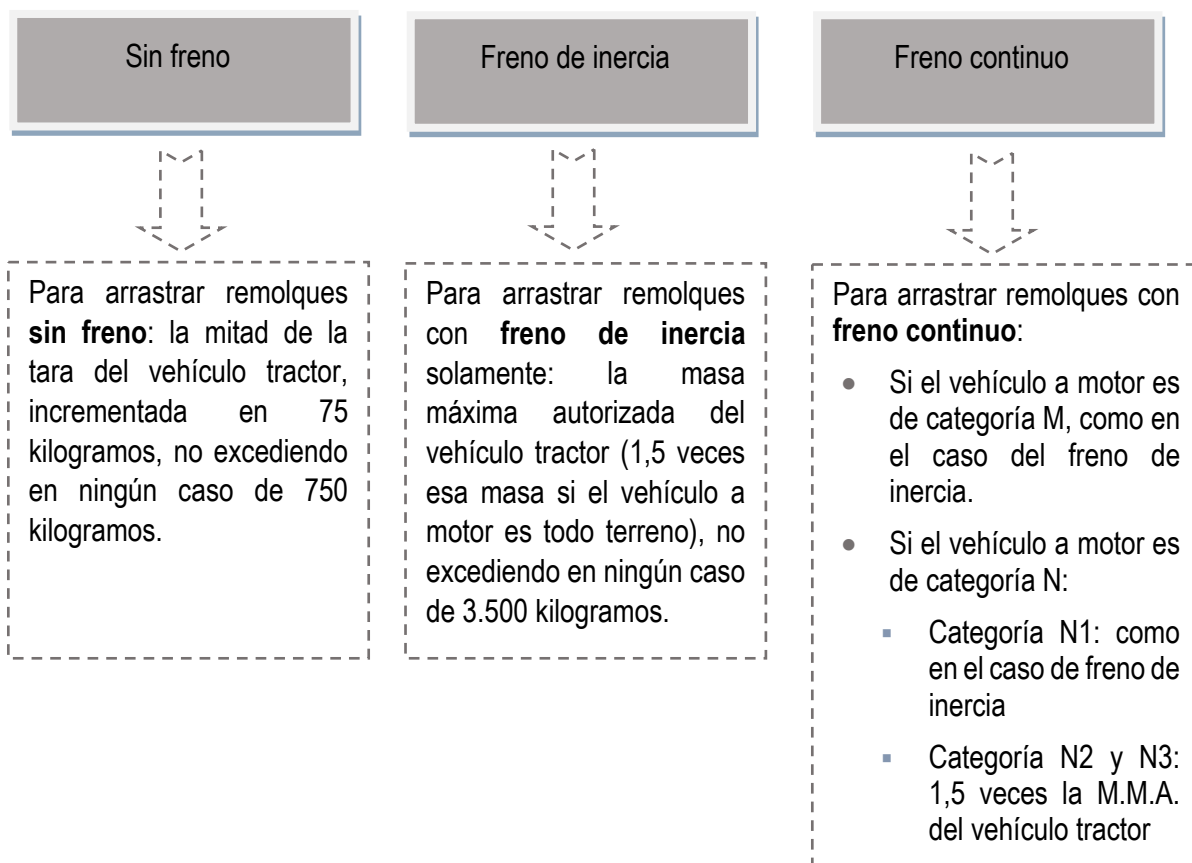 Sin freno
Freno de inercia
Freno continuo
Para arrastrar remolques
sin freno: la mitad de la
tara del vehículo tractor,
incrementada en 75
kilogramos, no excediendo
en ningún caso de 750
kilogramos.
Para arrastrar remolques
con freno de inercia
solamente: la masa
máxima autorizada del
vehículo tractor (1,5 veces
esa masa si el vehículo a
motor es todo terreno), no
excediendo en ningún caso
de 3.500 kilogramos.
Para arrastrar remolques con
freno continuo:
● Si el vehículo a motor es
de categoría M, como en
el caso del freno de
inercia.
● Si el vehículo a motor es
de categoría N:
▪ Categoría N1: como
en el caso de freno de
inercia
▪ Categoría N2 y N3:
1,5 veces la M.M.A.
del vehículo tractor